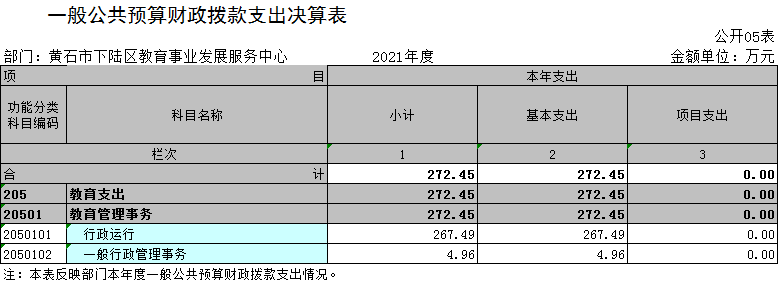 一般公共预算财政拨款支出决算表
公开05表
部门：黄石市下陆区教育事业发展服务中心 2021年度 金额单位：万元
项 目 本年支出
功能分类科目编码 科目名称 小计 基本支出 项目支出
栏次 1 2 3
合 计 272.45 272.45 0.00
205 教育支出 272.45 272.45 0.00
20501 教育管理事务 272.45 272.45 0.00
2050101 行政运行 267.49 267.49 0.00
2050102 一般行政管理事务 4.96 4.96 0.00
注：本表反映部门本年度一般公共预算财政拨款支出情况。